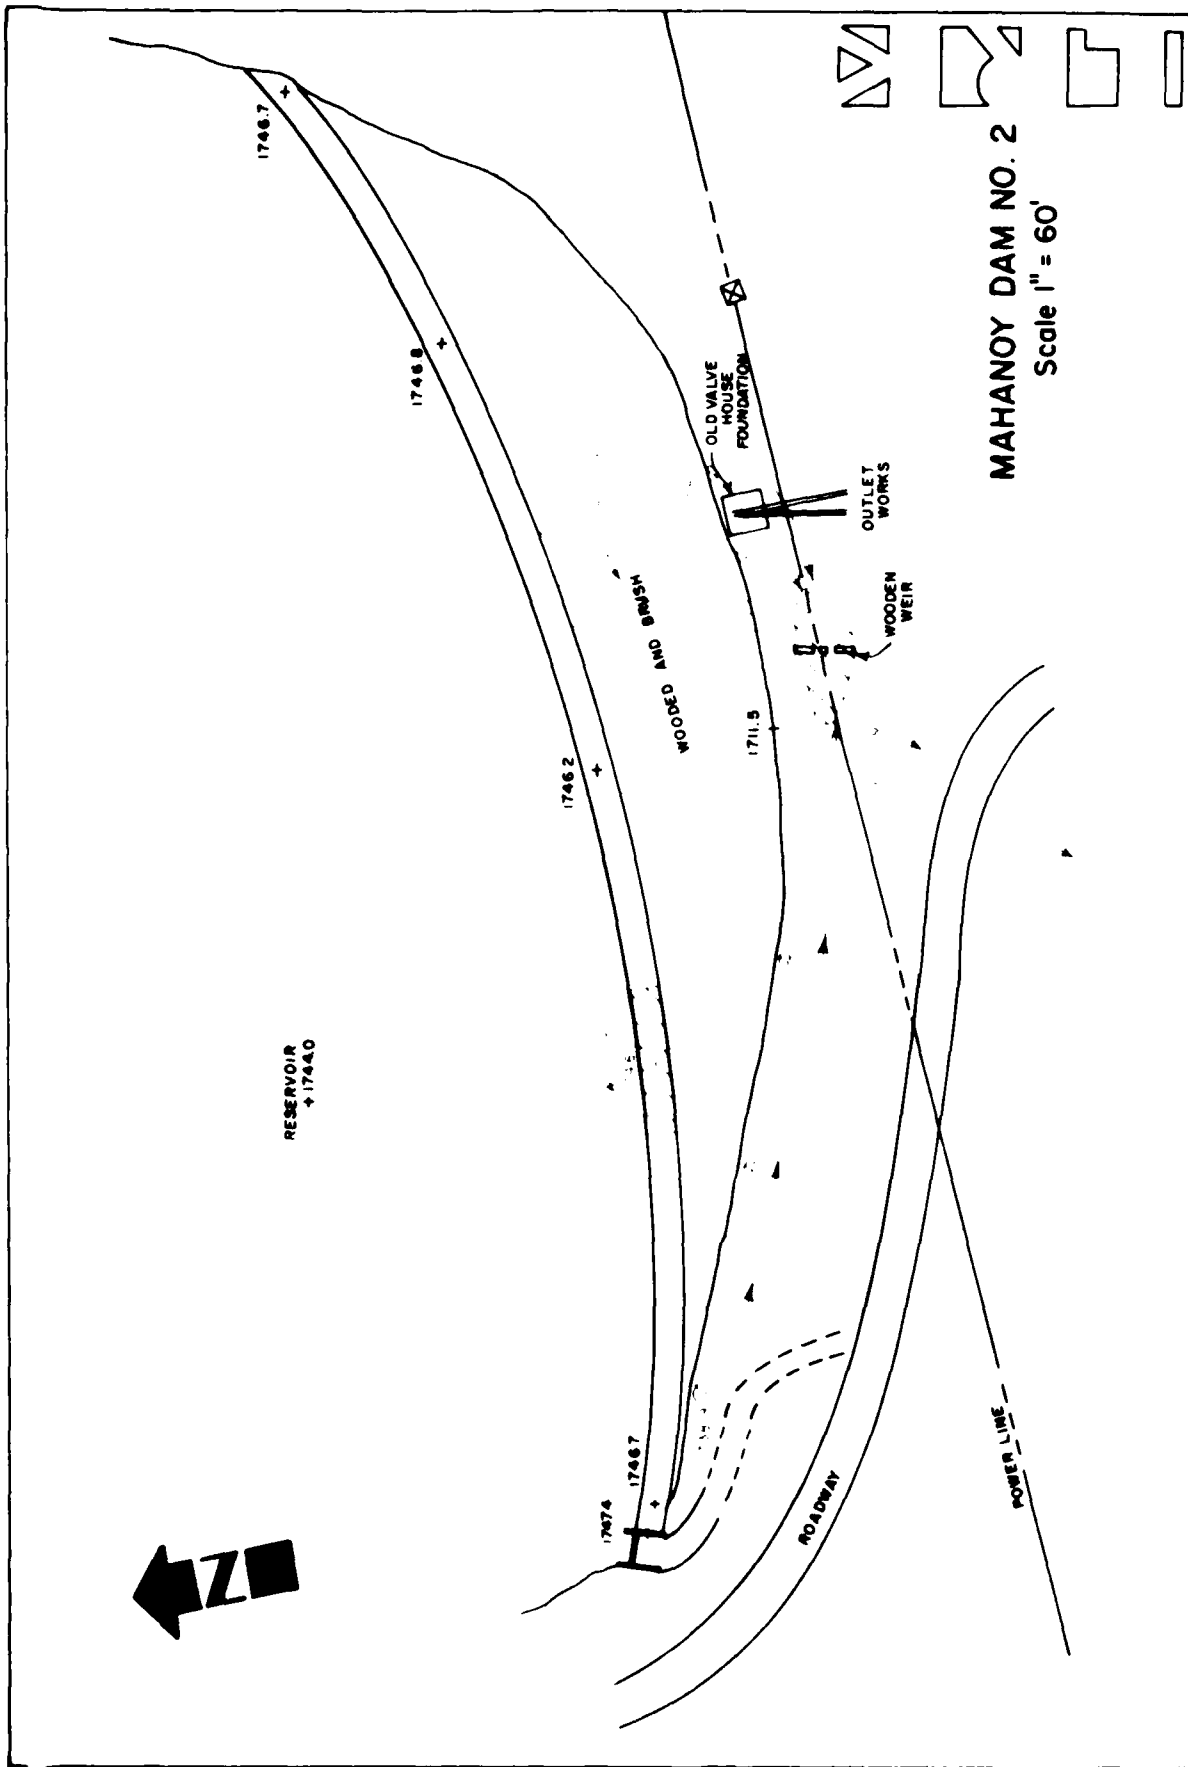 1746.7
1746.8
RESERVOIR
+ 1744.0
1746 2
WOODED AND BRUSH
OLD VALVE
HOUSE
FOUNDATION
OUTLET
WORKS
WOODEN
WEIR
1711.5
1747 4
1746 7
ROADWAY
POWER LINE
N
MAHANOY DAM NO. 2
Scale 1" = 60'